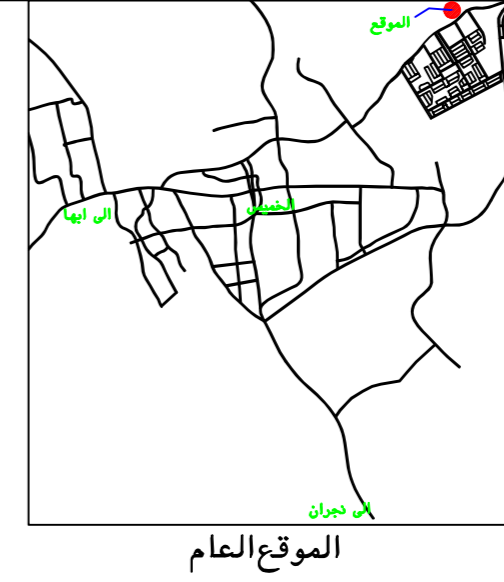 الموقع
الى ابها
الخميس
الى نجران
الموقع العام